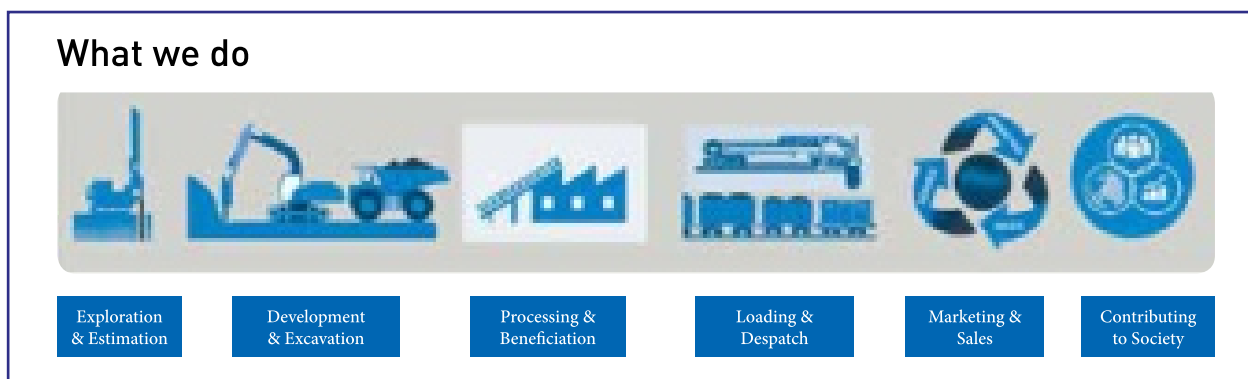 What we do
Exploration
& Estimation
Development
& Excavation
Processing &
Beneficiation
Loading &
Despatch
Marketing &
Sales
Contributing
to Society